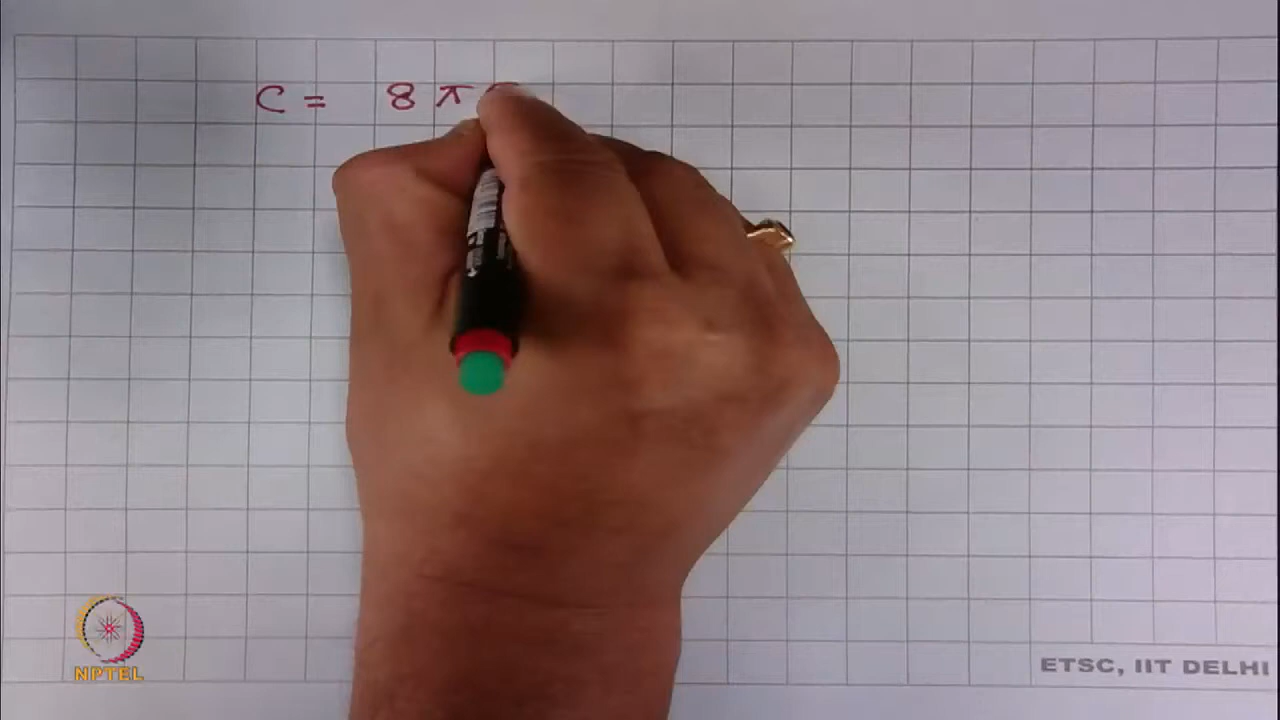 C = 8 π
NPTEL
ETSC, IIT DELHI